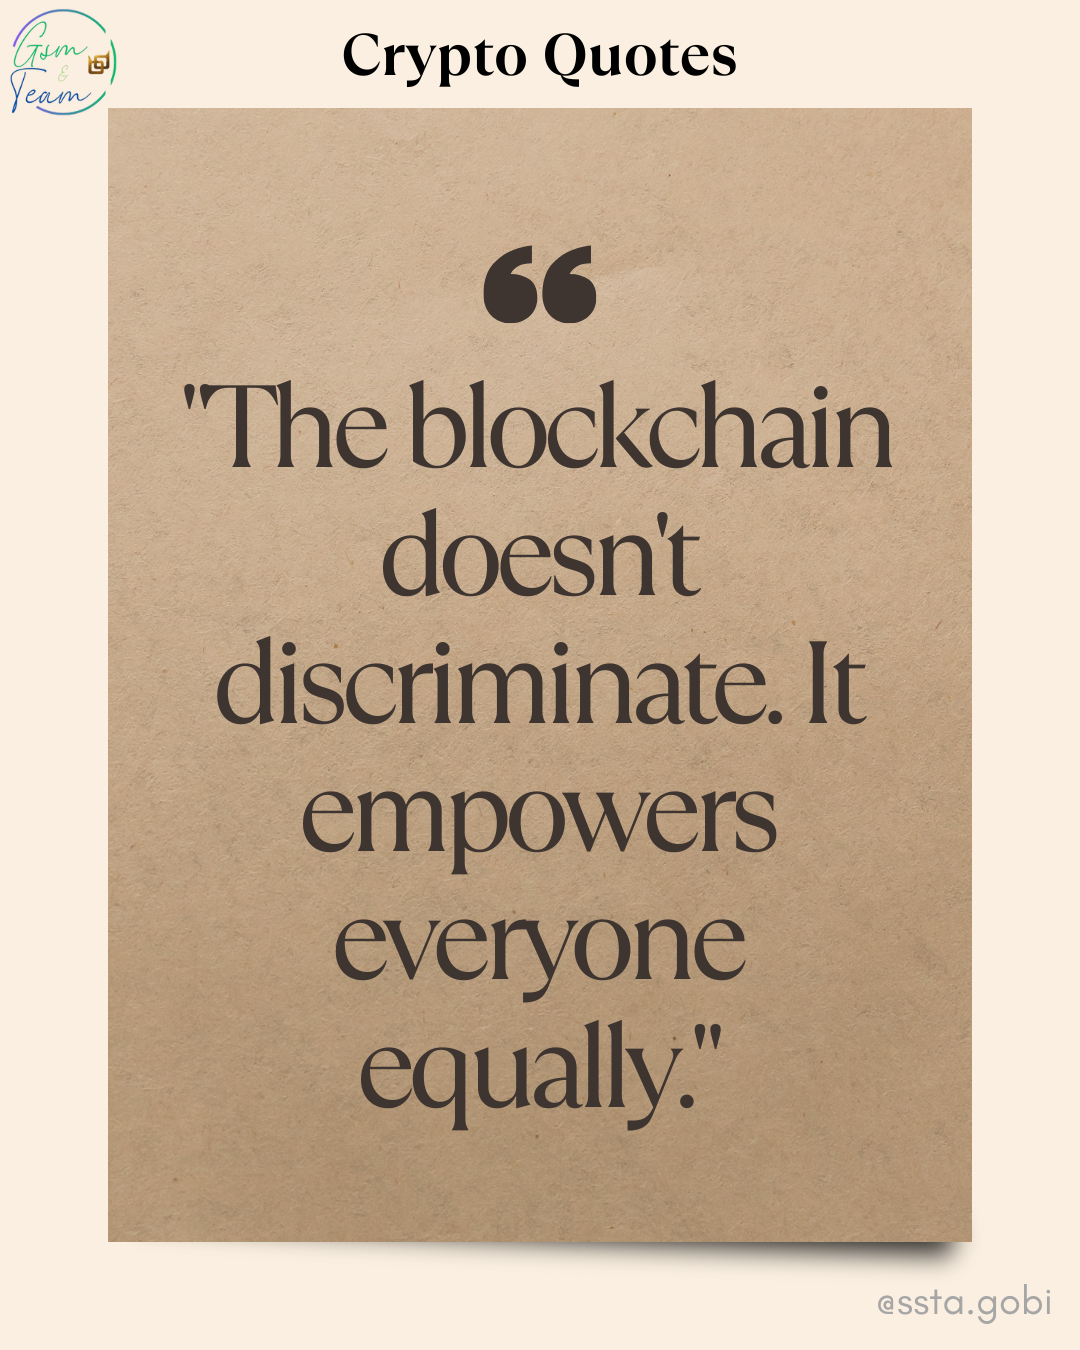 Gsm
&
Team
Crypto Quotes
“
"The blockchain
doesn't
discriminate. It
empowers
everyone
equally."
@ssta.gobi